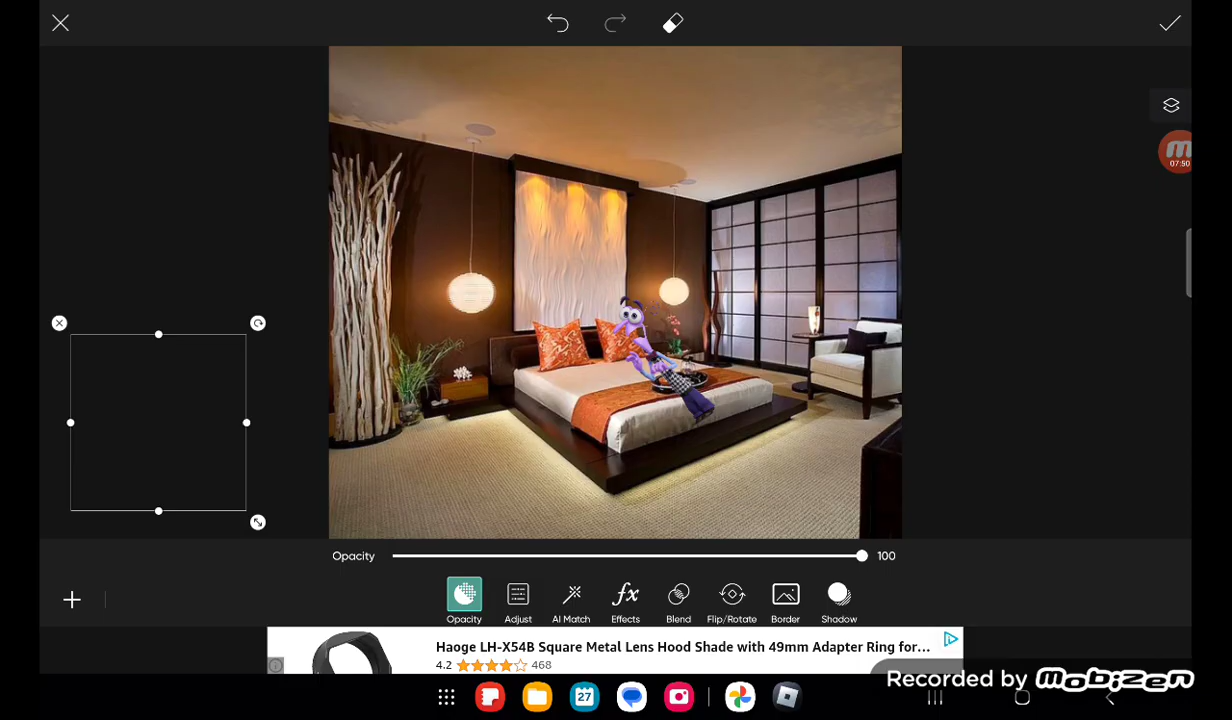 07:50
Opacity
100
Opacity
Adjust
AI Match
fx
Effects
Blend
Flip/Rotate
Border
Shadow
Haoge LH-X54B Square Metal Lens Hood Shade with 49mm Adapter Ring for...
4.2
468
27
Recorded by mobizen